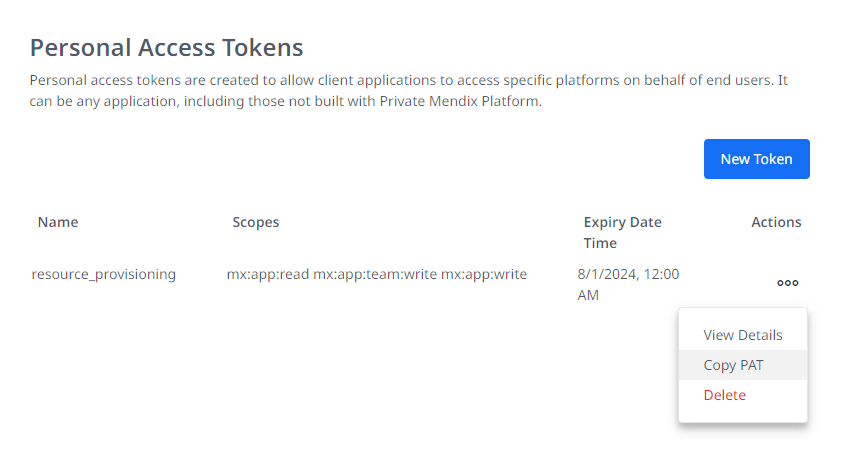 Personal Access Tokens
Personal access tokens are created to allow client applications to access specific platforms on behalf of end users. It
can be any application, including those not built with Private Mendix Platform.
New Token
Name Scopes Expiry Date Time Actions
resource_provisioning mx:app:read mx:app:team:write mx:app:write 8/1/2024, 12:00 AM
View Details
Copy PAT
Delete